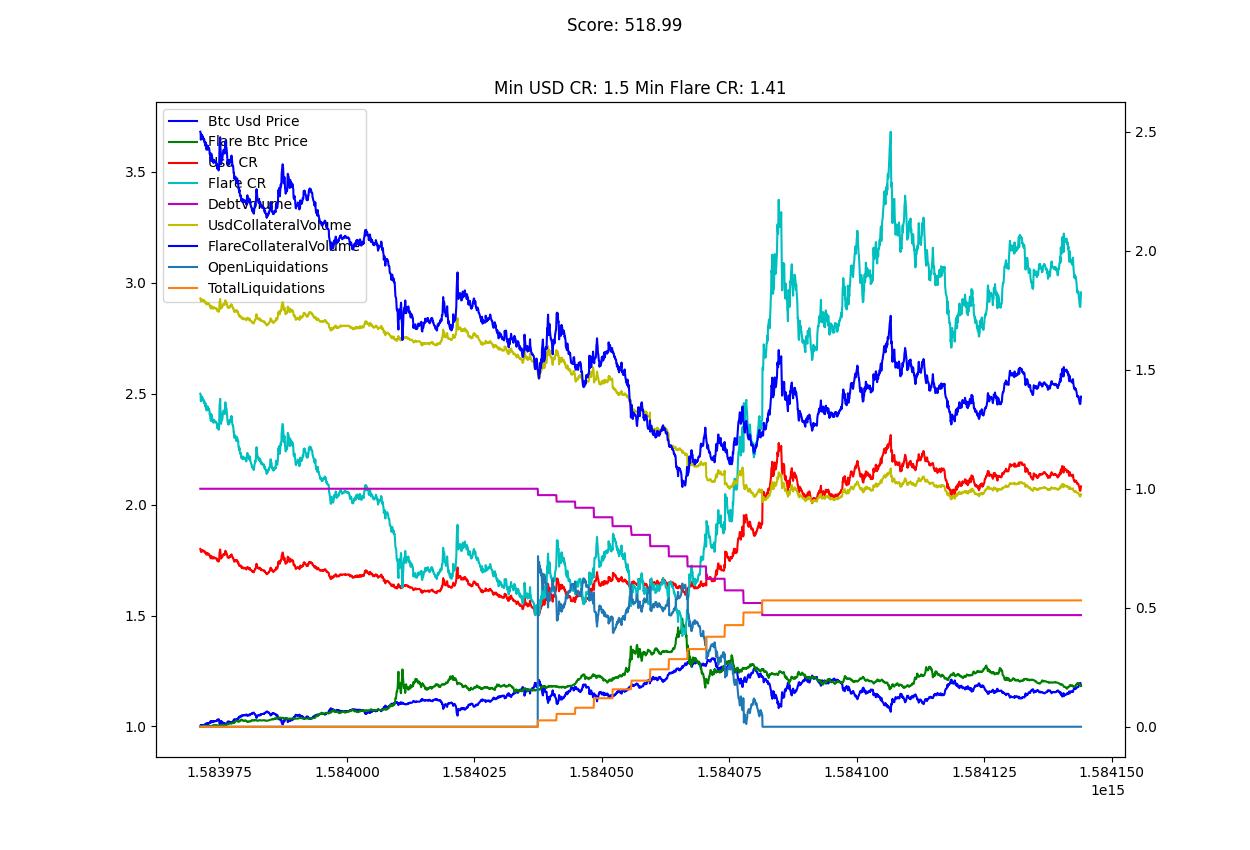 Score: 518.99
Min USD CR: 1.5 Min Flare CR: 1.41
Btc Usd Price
Flare Btc Price
Usd CR
Flare CR
DebtVolume
UsdCollateralVolume
FlareCollateralVolume
OpenLiquidations
TotalLiquidations
3.5
3.0
2.5
2.0
1.5
1.0
2.5
2.0
1.5
1.0
0.5
0.0
1.583975 1.584000 1.584025 1.584050 1.584075 1.584100 1.584125 1.584150
1e15